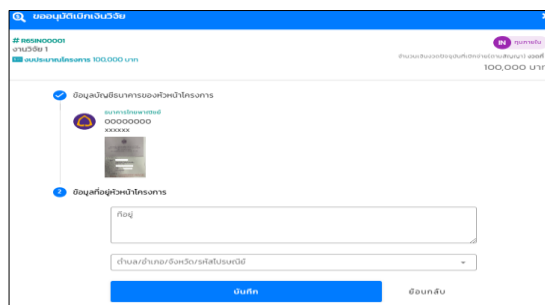 ขออนุมัติเบิกเงินวิจัย
# R65IN00001
IN ทุนภายใน
งานวิจัย 1
งบประมาณโครงการ 100,000 บาท
100,000 บาท
ข้อมูลบัญชีธนาคารของหัวหน้าโครงการ
ธนาคารไทยพาณิชย์
00000000
xxxxxx
2 ข้อมูลที่อยู่หัวหน้าโครงการ
ที่อยู่
ตำบล/อำเภอ/จังหวัด/รหัสไปรษณีย์
บันทึก
ย้อนกลับ